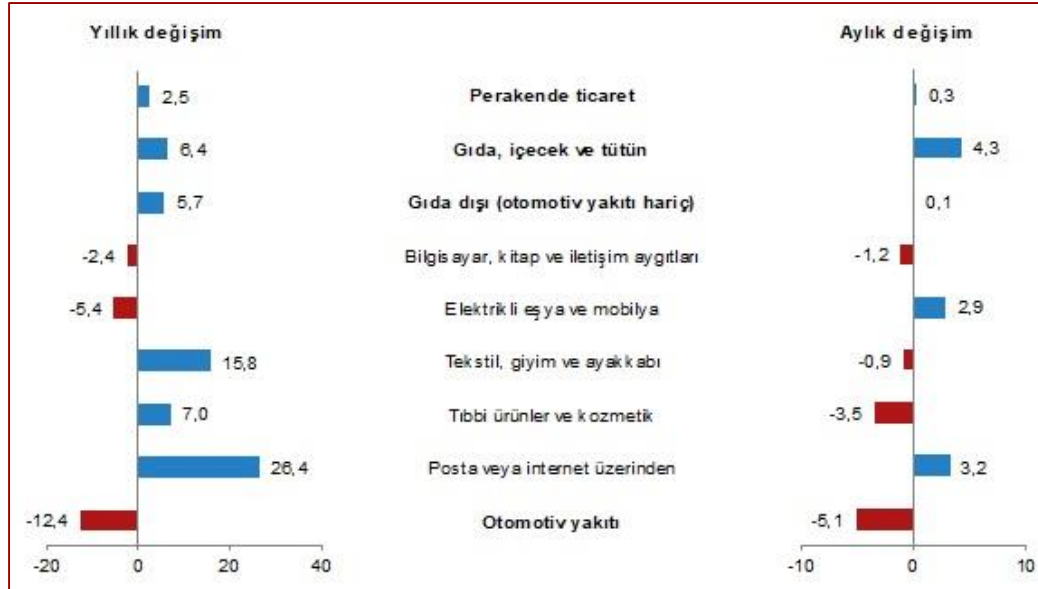 Yıllık değişim Aylık değişim
2,5 Perakende ticaret 0,3
6,4 Gıda, içecek ve tütün 4,3
5,7 Gıda dışı (otomotiv yakıtı hariç) 0,1
-2,4 Bilgisayar, kitap ve iletişim aygıtları -1,2
-5,4 Elektrikli eşya ve mobilya 2,9
15,8 Tekstil, giyim ve ayakkabı -0,9
7,0 Tıbbi ürünler ve kozmetik -3,5
26,4 Posta veya internet üzerinden 3,2
-12,4 Otomotiv yakıtı -5,1
-20 0 20 40 -10 0 10